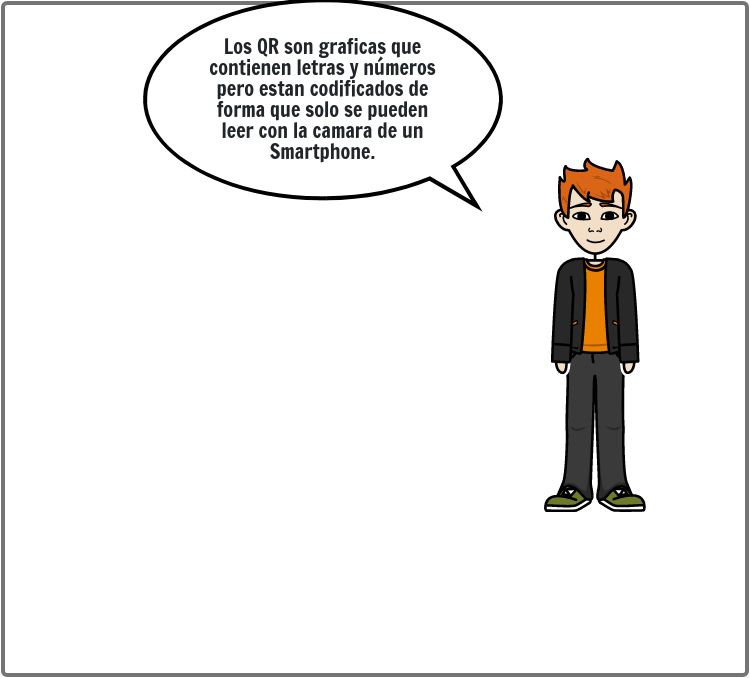 Los QR son graficas que
contienen letras y números
pero estan codificados de
forma que solo se pueden
leer con la camara de un
Smartphone.